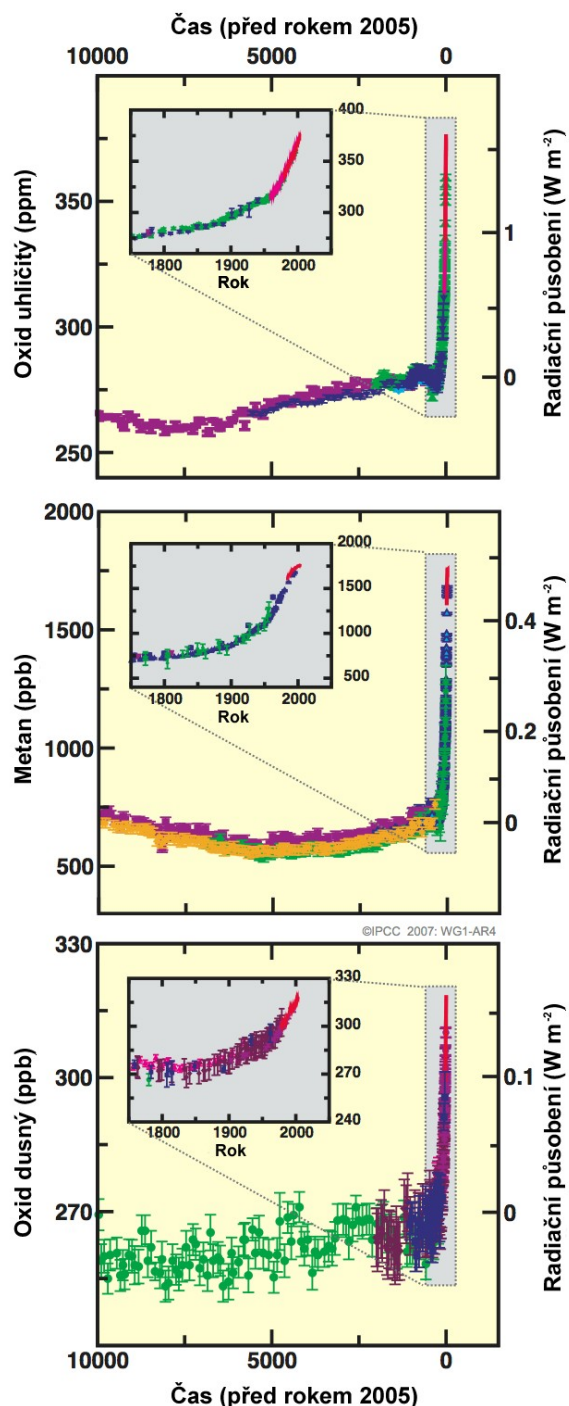 Čas (před rokem 2005)
10000 5000 0
Oxid uhličitý (ppm)
350
300
250
400
350
300
1800 1900 2000
Rok
1
0
Radiační působení (W m-2)
Metan (ppb)
2000
1500
1000
500
2000
1500
1000
500
1800 1900 2000
Rok
0.4
0.2
0
Radiační působení (W m-2)
©IPCC 2007: WG1-AR4
Oxid dusný (ppb)
330
300
270
330
300
270
240
1800 1900 2000
Rok
0.1
0
Radiační působení (W m-2)
10000 5000 0
Čas (před rokem 2005)